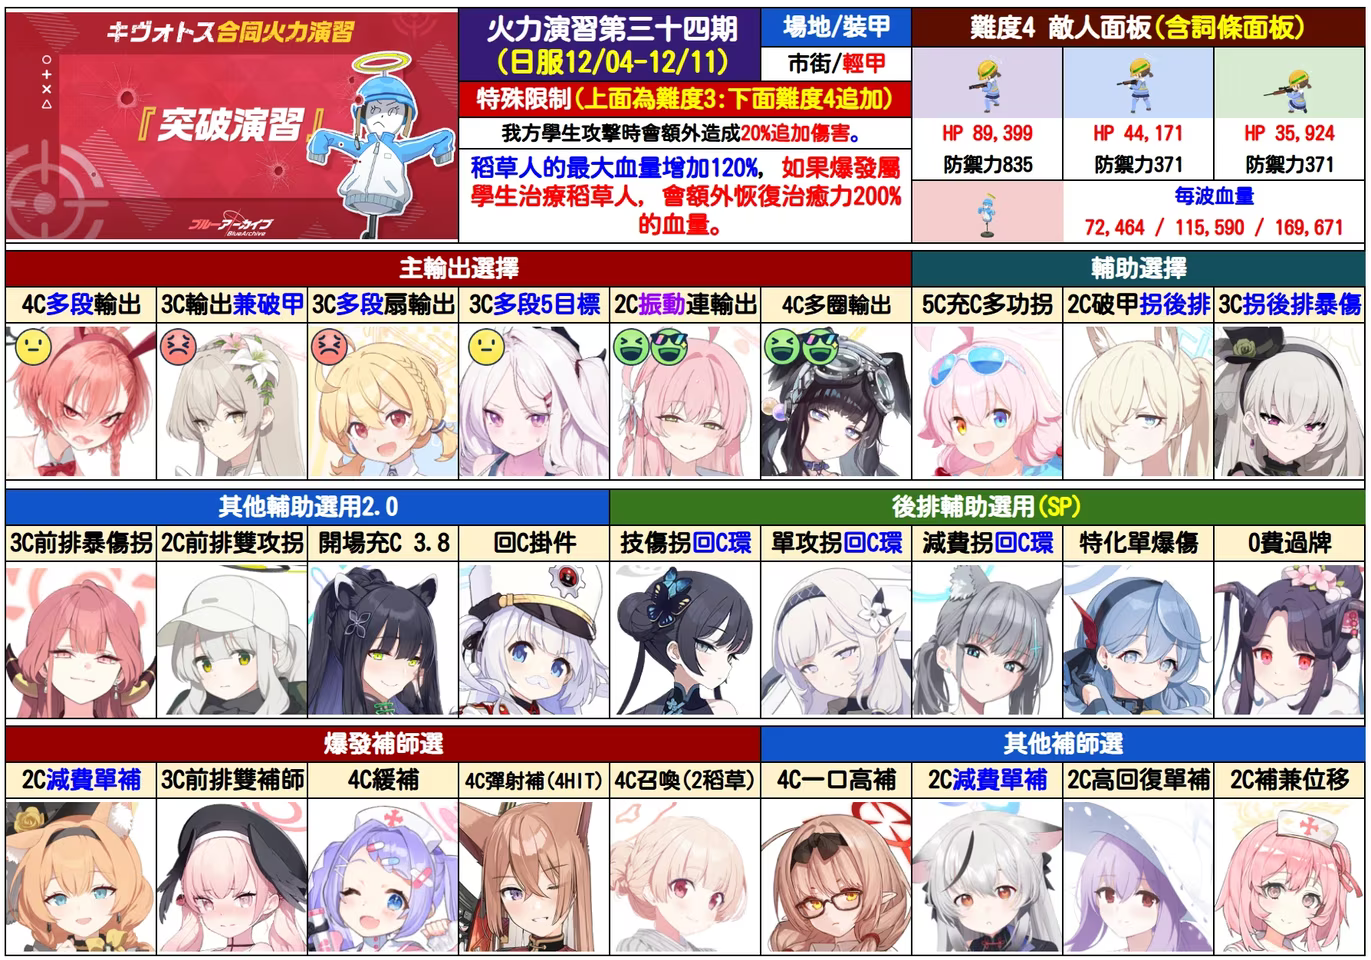 キヴォトス合同火力演習
『突破演習』
ブルーアーカイブ
BlueArchive
火力演習第三十四期
(日服12/04-12/11)
場地/裝甲
市街/輕甲
特殊限制(上面為難度3:下面難度4追加)
我方學生攻擊時會額外造成20%追加傷害。
稻草人的最大血量增加120%，如果爆發屬
學生治療稻草人，會額外恢復治癒力200%
的血量。
難度4 敵人面板(含詞條面板)
HP 89,399
HP 44,171
HP 35,924
防禦力835
防禦力371
防禦力371
每波血量
72,464 / 115,590 / 169,671
主輸出選擇
輔助選擇
4C多段輸出
3C輸出兼破甲
3C多段扇輸出
3C多段5目標
2C振動連輸出
4C多圈輸出
5C充C多功拐
2C破甲拐後排
3C拐後排暴傷
其他輔助選用2.0
後排輔助選用(SP)
3C前排暴傷拐
2C前排雙攻拐
開場充C 3.8
回C掛件
技傷拐回C環
單攻拐回C環
減費拐回C環
特化單爆傷
0費過牌
爆發補師選
其他補師選
2C減費單補
3C前排雙補師
4C緩補
4C彈射補(4HIT)
4C召喚(2稻草)
4C一口高補
2C減費單補
2C高回復單補
2C補兼位移